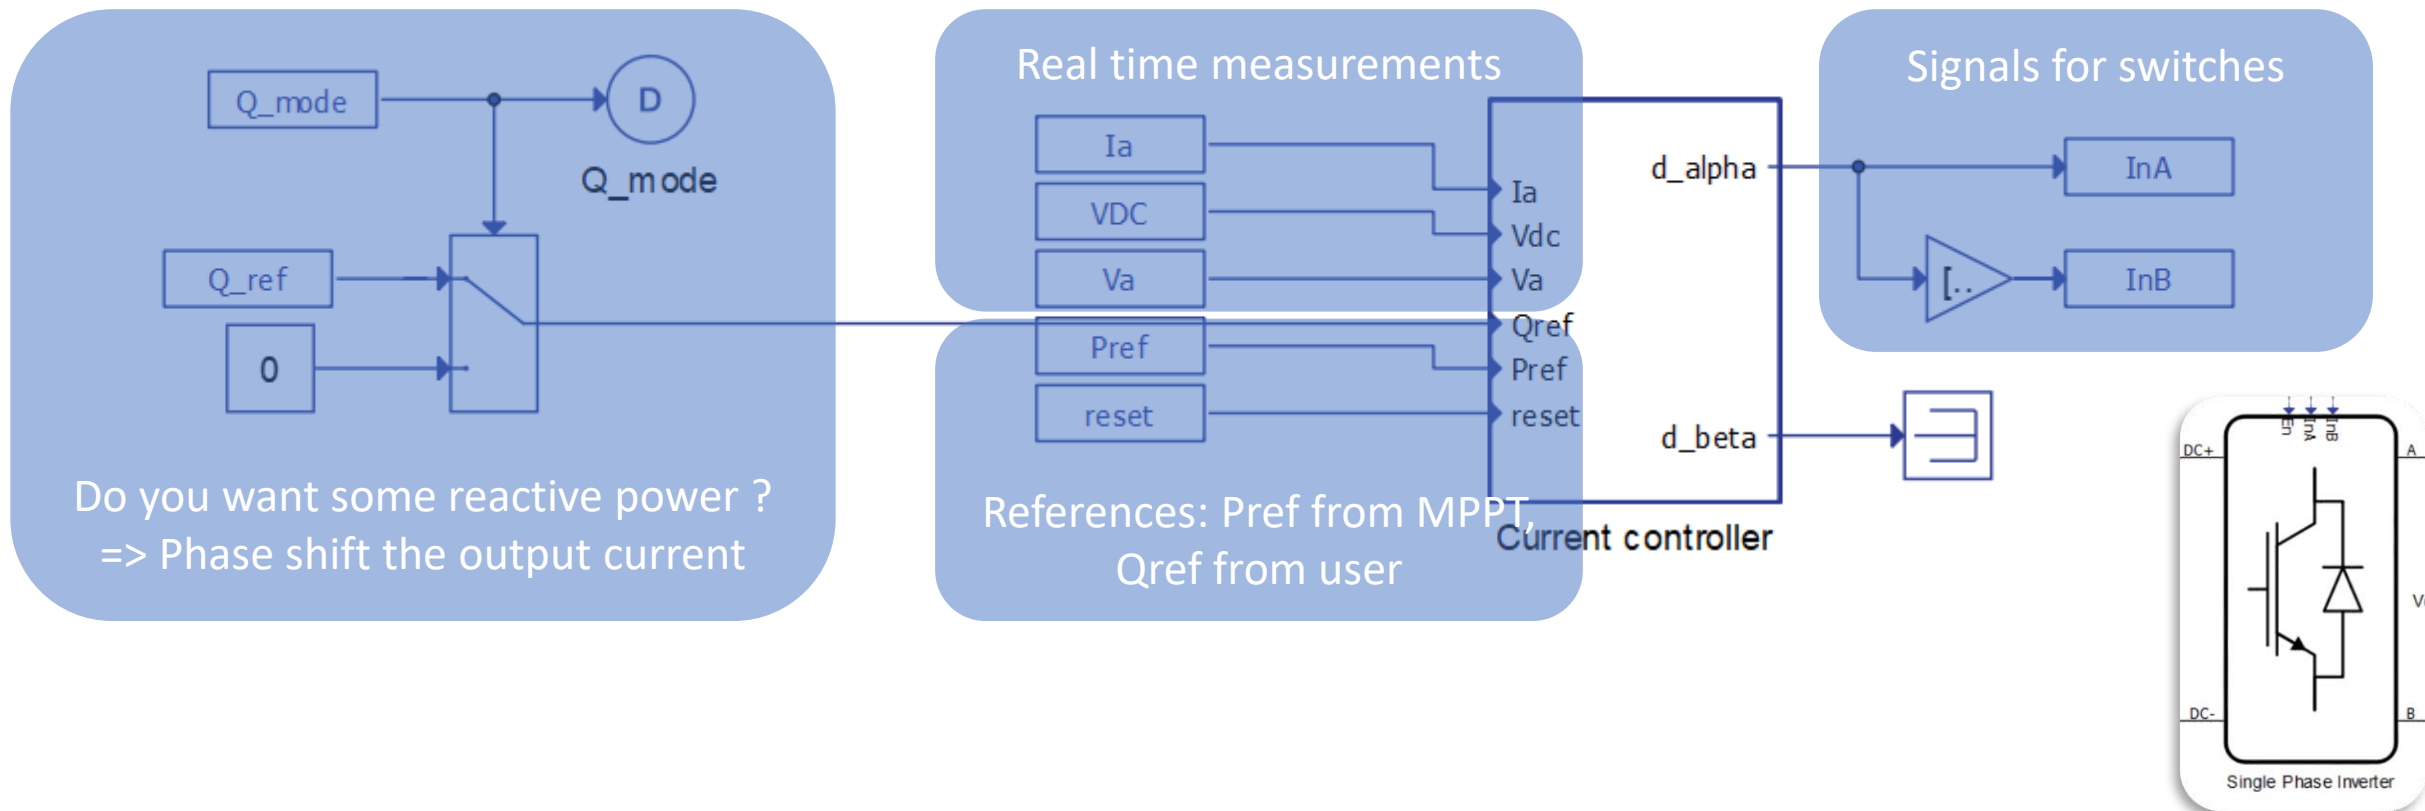 Q_mode
D
Q_mode
Q_ref
0
Do you want some reactive power ?
=> Phase shift the output current
Real time measurements
Ia
VDC
Va
Pref
reset
References: Pref from MPPT,
Qref from user
Ia
Vdc
Va
Qref
Pref
reset
d_alpha
d_beta
Current controller
Signals for switches
InA
[..
InB
En
InA
InB
DC+
A
DC-
B
Single Phase Inverter